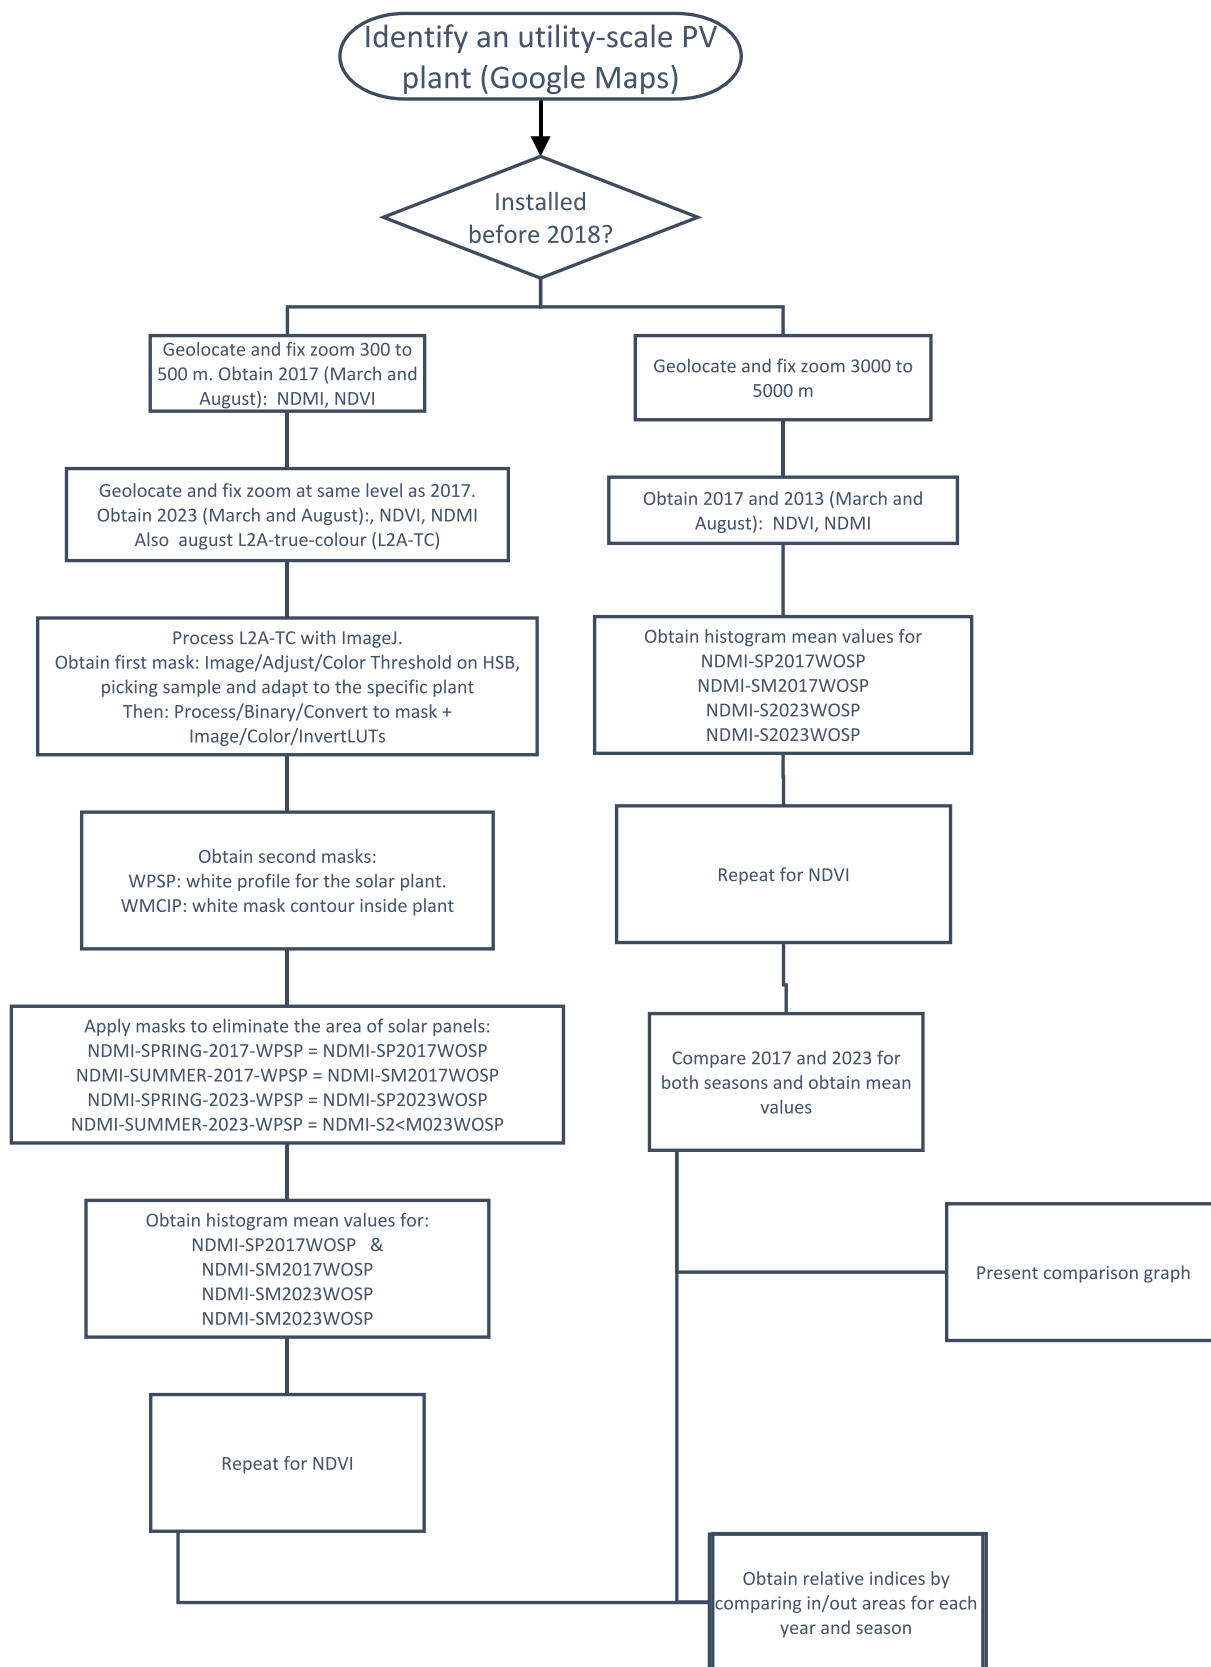 Identify an utility-scale PV
plant (Google Maps)
Installed
before 2018?
Geolocate and fix zoom 300 to
500 m. Obtain 2017 (March and
August):  NDMI, NDVI
Geolocate and fix zoom at same level as 2017.
Obtain 2023 (March and August):, NDVI, NDMI
Also  august L2A-true-colour (L2A-TC)
Process L2A-TC with ImageJ.
Obtain first mask: Image/Adjust/Color Threshold on HSB,
picking sample and adapt to the specific plant
Then: Process/Binary/Convert to mask +
Image/Color/InvertLUTs
Obtain second masks:
WPSP: white profile for the solar plant.
WMCIP: white mask contour inside plant
Apply masks to eliminate the area of solar panels:
NDMI-SPRING-2017-WPSP = NDMI-SP2017WOSP
NDMI-SUMMER-2017-WPSP = NDMI-SM2017WOSP
NDMI-SPRING-2023-WPSP = NDMI-SP2023WOSP
NDMI-SUMMER-2023-WPSP = NDMI-S2<M023WOSP
Obtain histogram mean values for:
NDMI-SP2017WOSP   &
NDMI-SM2017WOSP
NDMI-SM2023WOSP
NDMI-SM2023WOSP
Repeat for NDVI
Geolocate and fix zoom 3000 to
5000 m
Obtain 2017 and 2013 (March and
August):  NDVI, NDMI
Obtain histogram mean values for
NDMI-SP2017WOSP
NDMI-SM2017WOSP
NDMI-S2023WOSP
NDMI-S2023WOSP
Repeat for NDVI
Compare 2017 and 2023 for
both seasons and obtain mean
values
Present comparison graph
Obtain relative indices by
comparing in/out areas for each
year and season